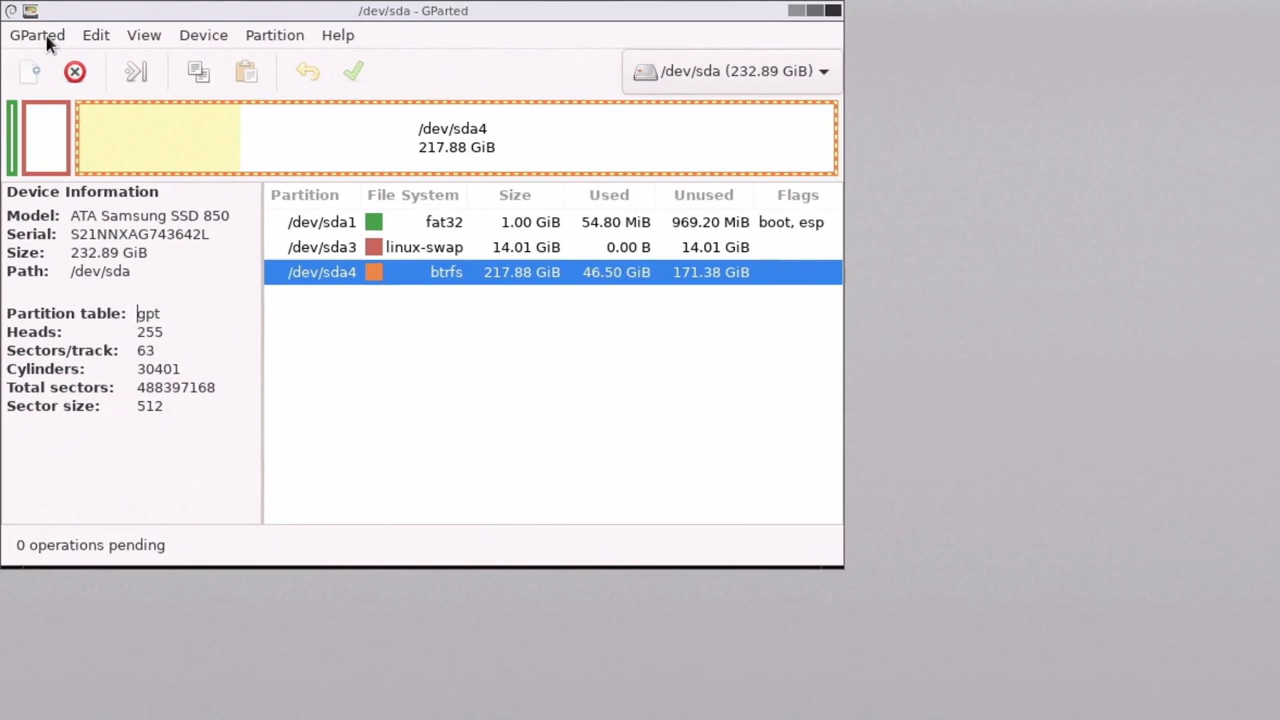 /dev/sda - GParted
GParted Edit View Device Partition Help
/dev/sda (232.89 GiB)
/dev/sda4
217.88 GiB
Device Information
Model: ATA Samsung SSD 850
Serial: S21NNXAG743642L
Size: 232.89 GiB
Path: /dev/sda
Partition table: gpt
Heads: 255
Sectors/track: 63
Cylinders: 30401
Total sectors: 488397168
Sector size: 512
Partition File System Size Used Unused Flags
/dev/sda1 fat32 1.00 GiB 54.80 MiB 969.20 MiB boot, esp
/dev/sda3 linux-swap 14.01 GiB 0.00 B 14.01 GiB
/dev/sda4 btrfs 217.88 GiB 46.50 GiB 171.38 GiB
0 operations pending